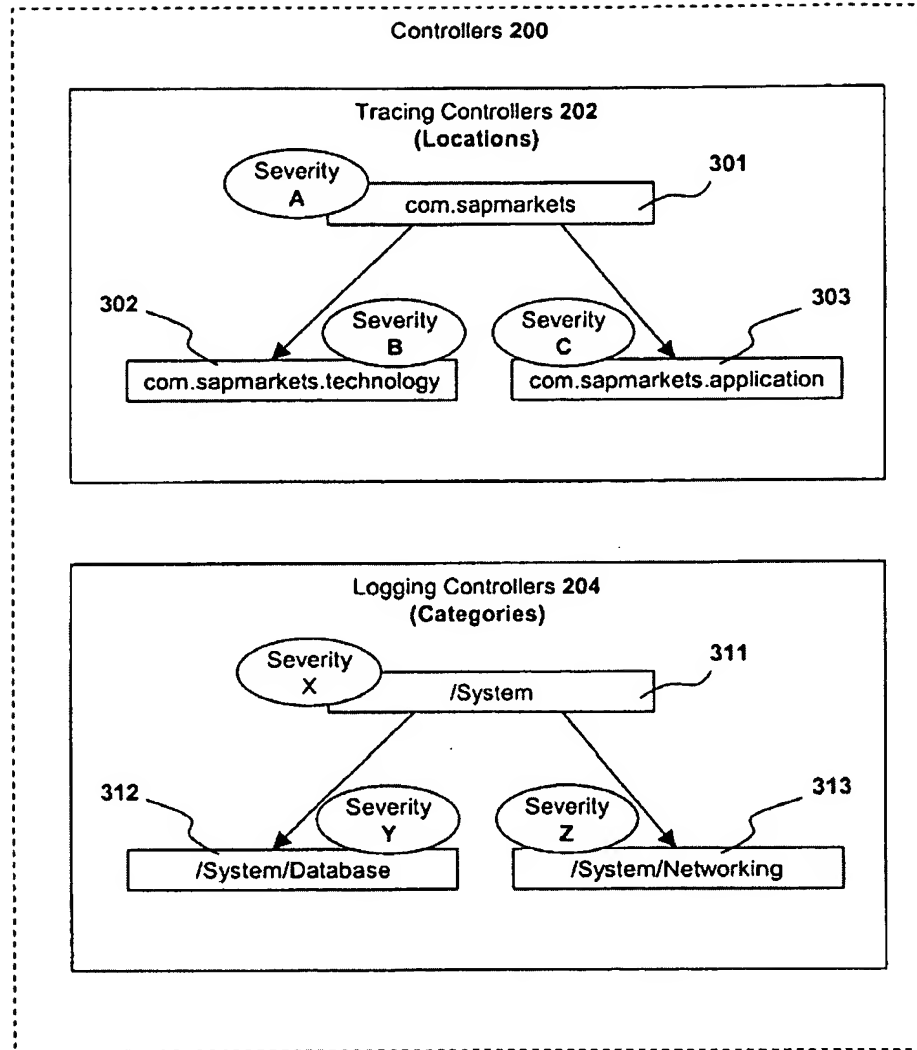 Controllers 200
Tracing Controllers 202
(Locations)
Severity
A
301
com.sapmarkets
302
303
Severity
B
Severity
C
com.sapmarkets.technology
com.sapmarkets.application
Logging Controllers 204
(Categories)
Severity
X
311
/System
312
313
Severity
Y
Severity
Z
/System/Database
/System/Networking